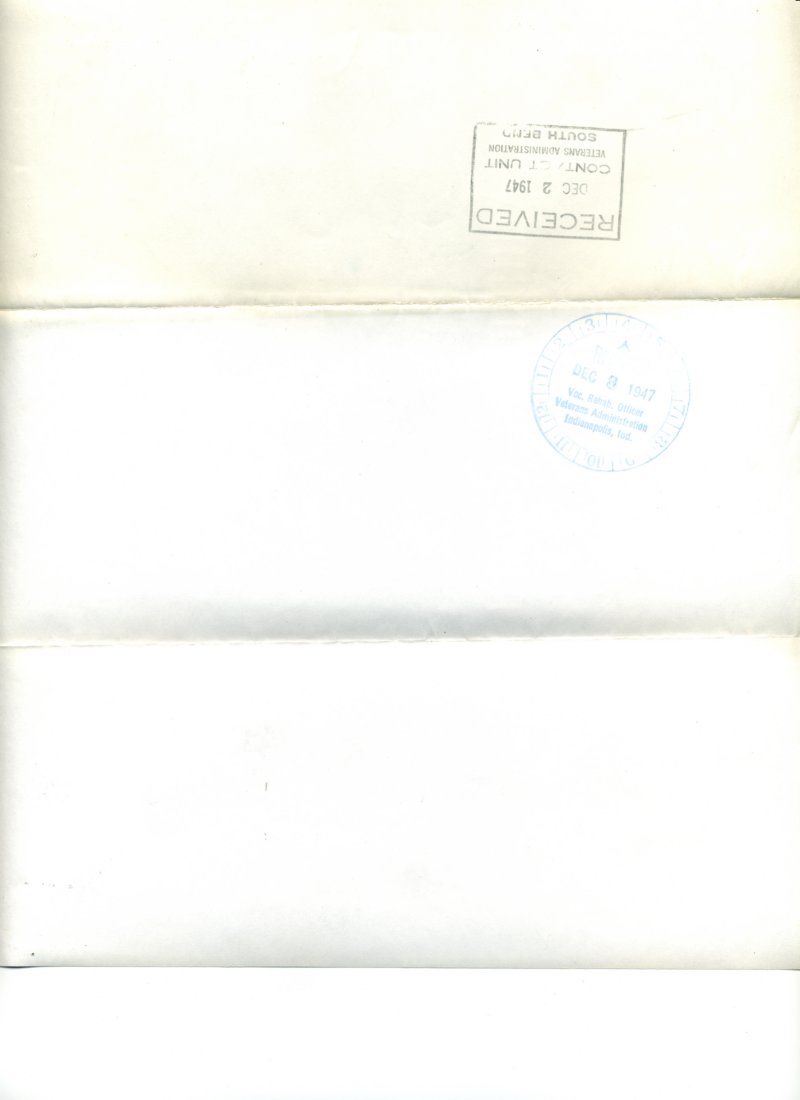 RECEIVED
DEC 2 1947
CONTACT UNIT
VETERANS ADMINISTRATION
SOUTH BEND
DEC 3 1947
Voc. Rehab. Officer
Veterans Administration
Indianapolis, Ind.